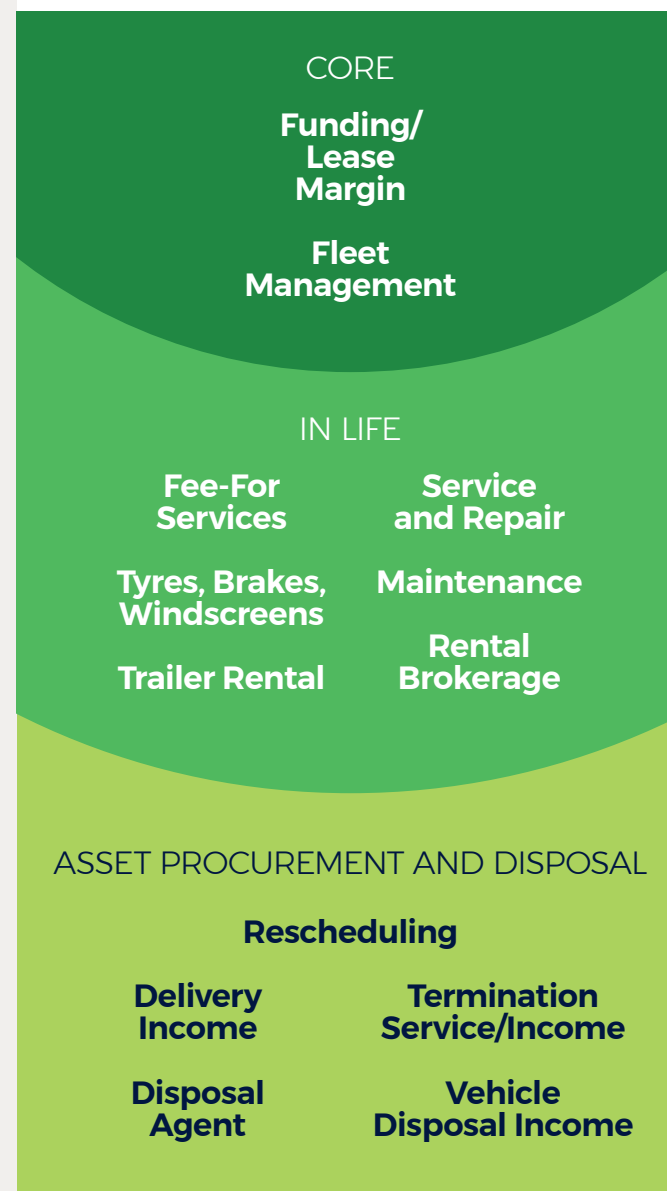 CORE
Funding/
Lease
Margin
Fleet
Management
IN LIFE
Fee-For
Services
Tyres, Brakes,
Windscreens
Trailer Rental
Service
and Repair
Maintenance
Rental
Brokerage
ASSET PROCUREMENT AND DISPOSAL
Rescheduling
Delivery
Income
Disposal
Agent
Termination
Service/Income
Vehicle
Disposal Income